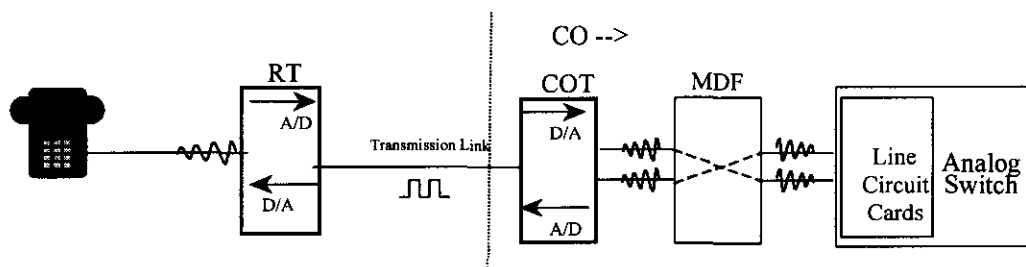 CO -->
RT
COT
MDF
A/D
D/A
Transmission Link
D/A
A/D
Line
Circuit
Cards
Analog
Switch